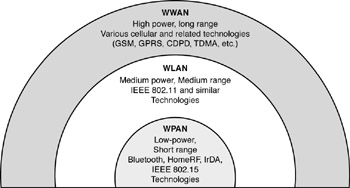 WWAN
High power, long range
Various cellular and related technologies
(GSM, GPRS, CDPD, TDMA, etc.)
WLAN
Medium power, Medium range
IEEE 802.11 and similar
Technologies
WPAN
Low-power,
Short range
Bluetooth, HomeRF, IrDA,
IEEE 802.15
Technologies